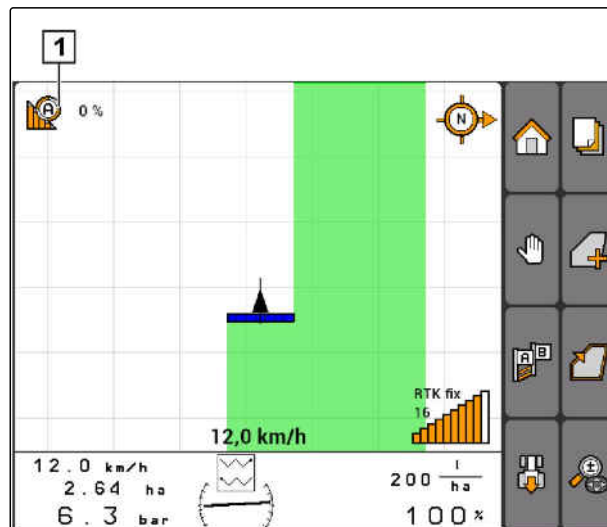 1
A
0 %
N
A B
RTK fix
16
12,0 km/h
12.0 km/h
2.64 ha
6.3 bar
200 l/ha
100 %